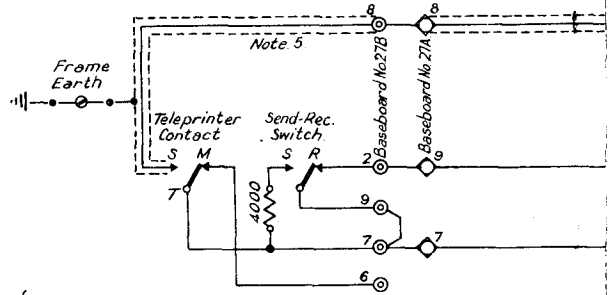 8
8
Note 5.
Frame
Earth
Baseboard No.27B
Baseboard No.27A
Teleprinter
Contact
Send-Rec.
Switch
S M
S R
2
9
T
4000
9
7
7
6